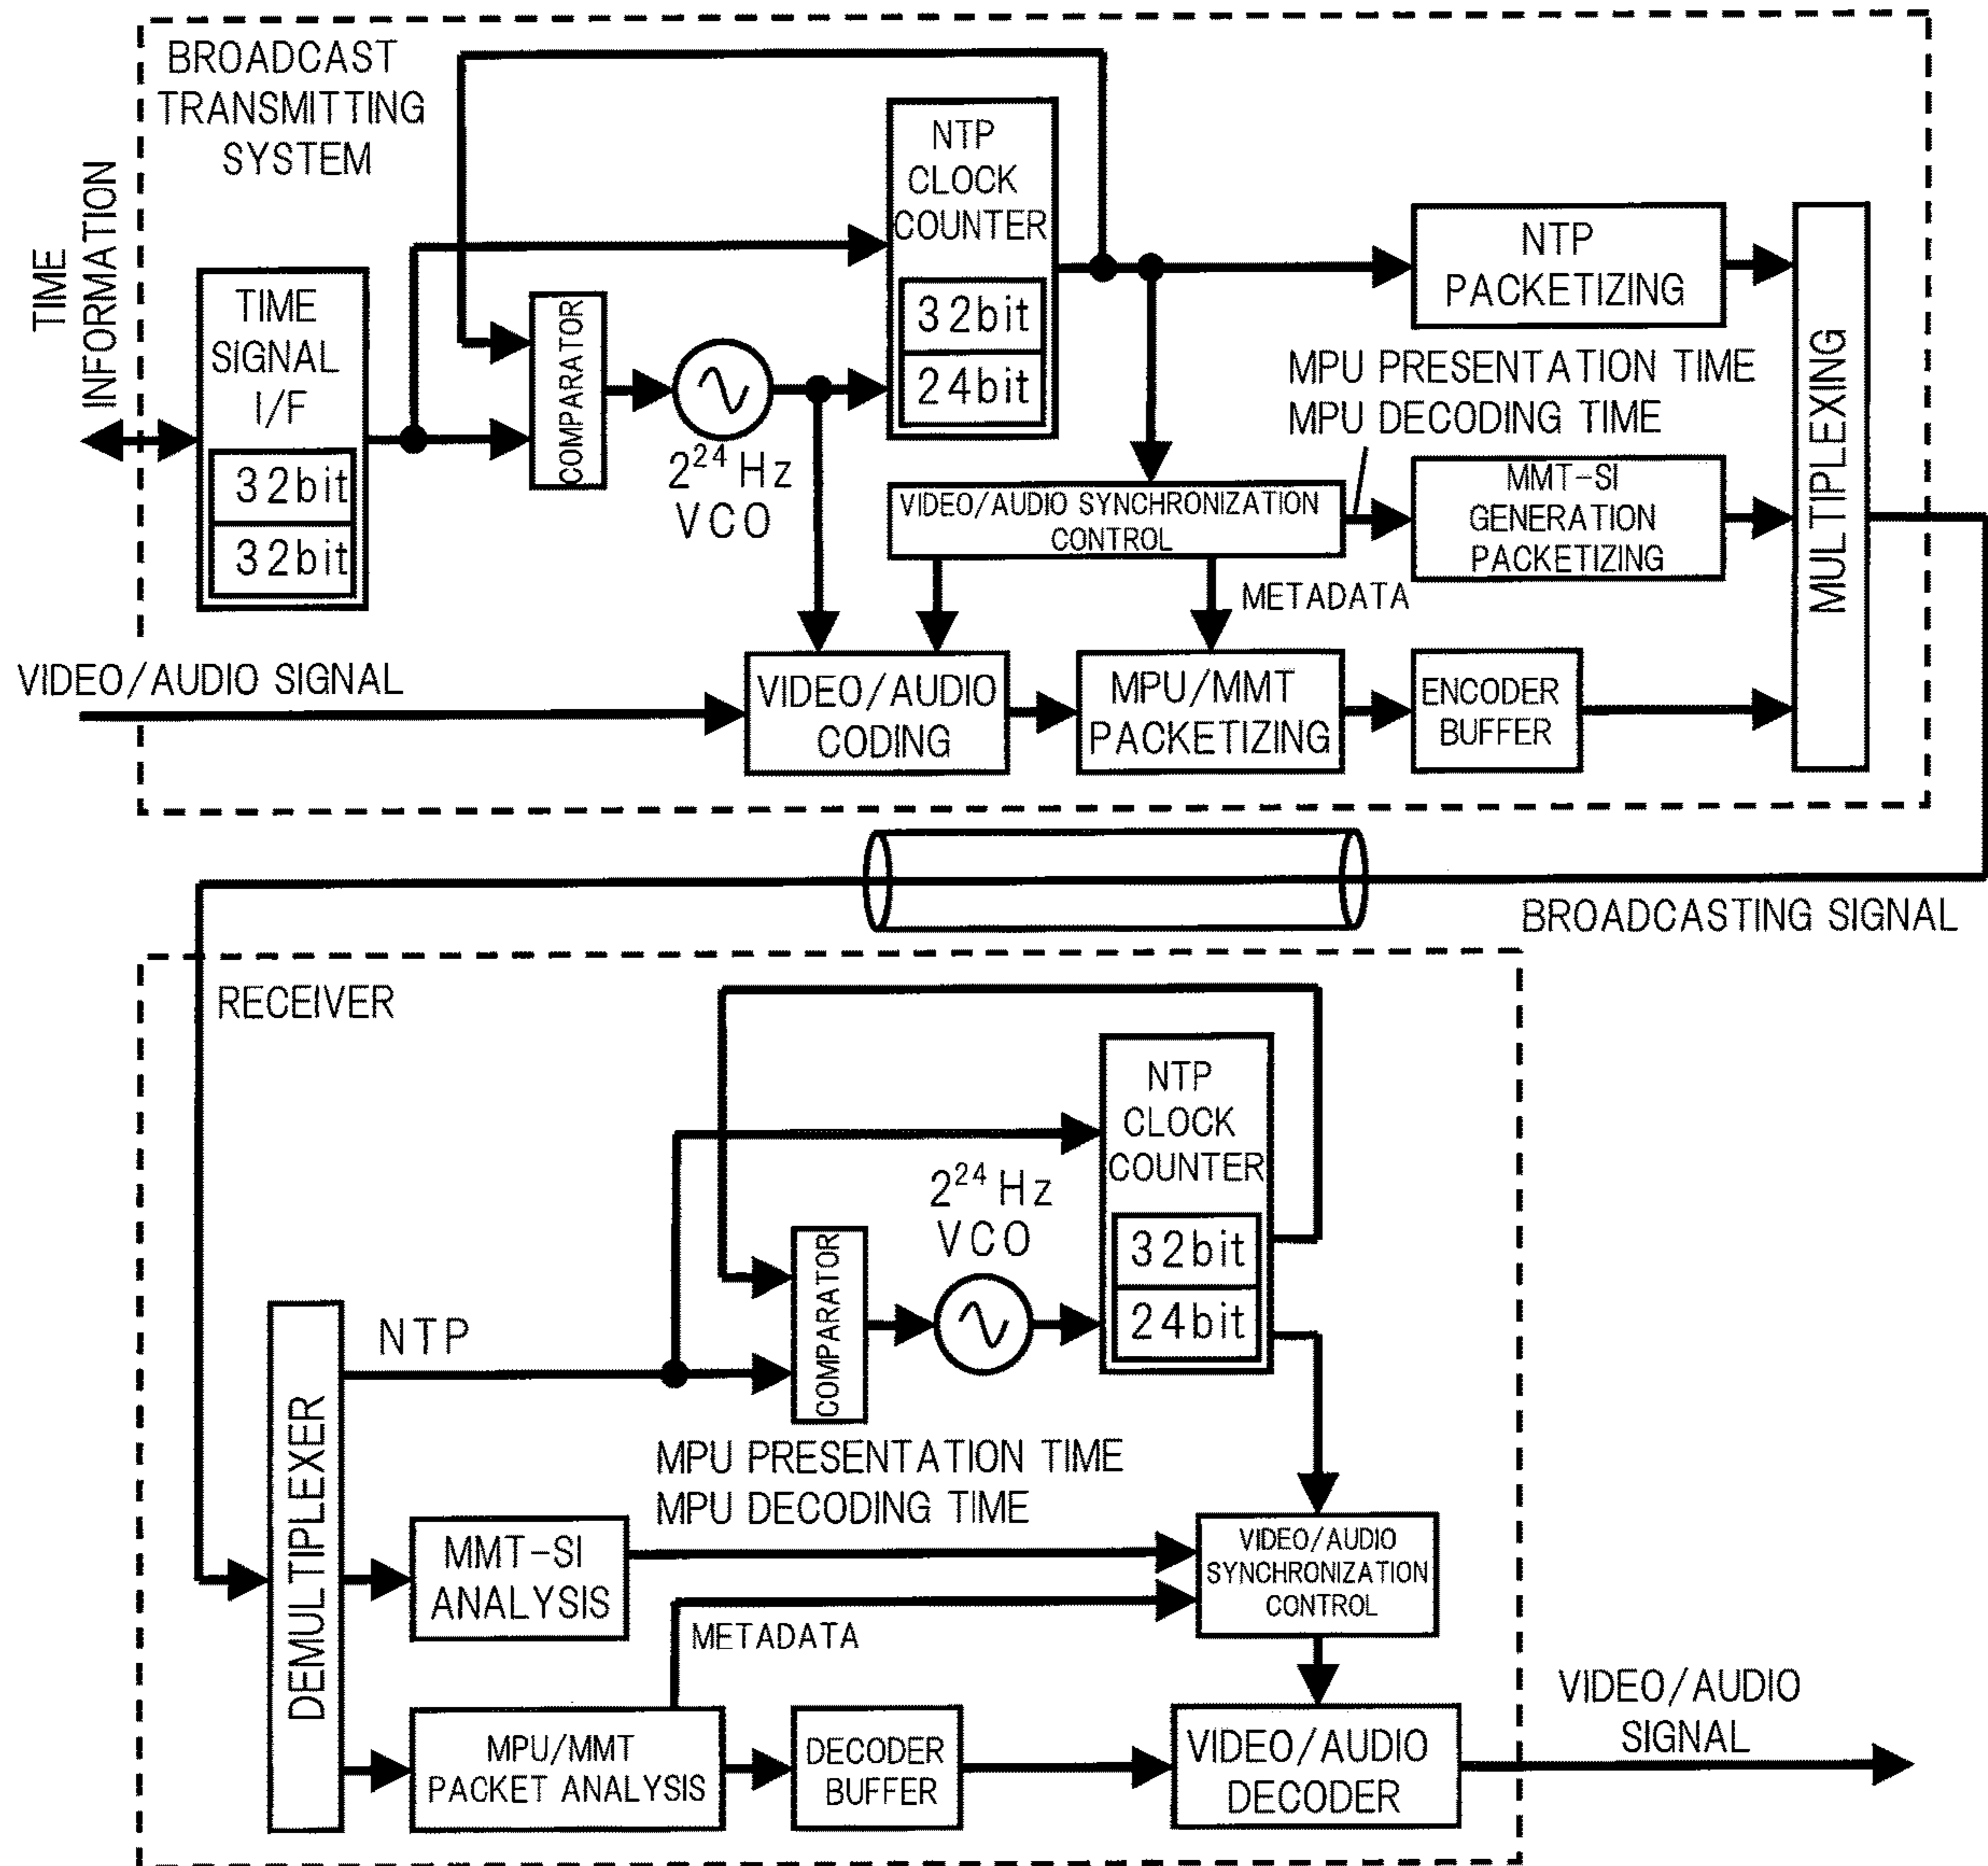 BROADCAST
TRANSMITTING
SYSTEM
TIME
INFORMATION
TIME
SIGNAL
I/F
32bit
32bit
COMPARATOR
2²⁴ Hz
VCO
NTP
CLOCK
COUNTER
32bit
24bit
NTP
PACKETIZING
MPU PRESENTATION TIME
MPU DECODING TIME
VIDEO/AUDIO SYNCHRONIZATION
CONTROL
MMT-SI
GENERATION
PACKETIZING
MULTIPLEXING
METADATA
VIDEO/AUDIO SIGNAL
VIDEO/AUDIO
CODING
MPU/MMT
PACKETIZING
ENCODER
BUFFER
BROADCASTING SIGNAL
RECEIVER
NTP
CLOCK
COUNTER
32bit
24bit
2²⁴ Hz
VCO
COMPARATOR
NTP
DEMULTIPLEXER
MPU PRESENTATION TIME
MPU DECODING TIME
MMT-SI
ANALYSIS
VIDEO/AUDIO
SYNCHRONIZATION
CONTROL
METADATA
MPU/MMT
PACKET ANALYSIS
DECODER
BUFFER
VIDEO/AUDIO
DECODER
VIDEO/AUDIO
SIGNAL